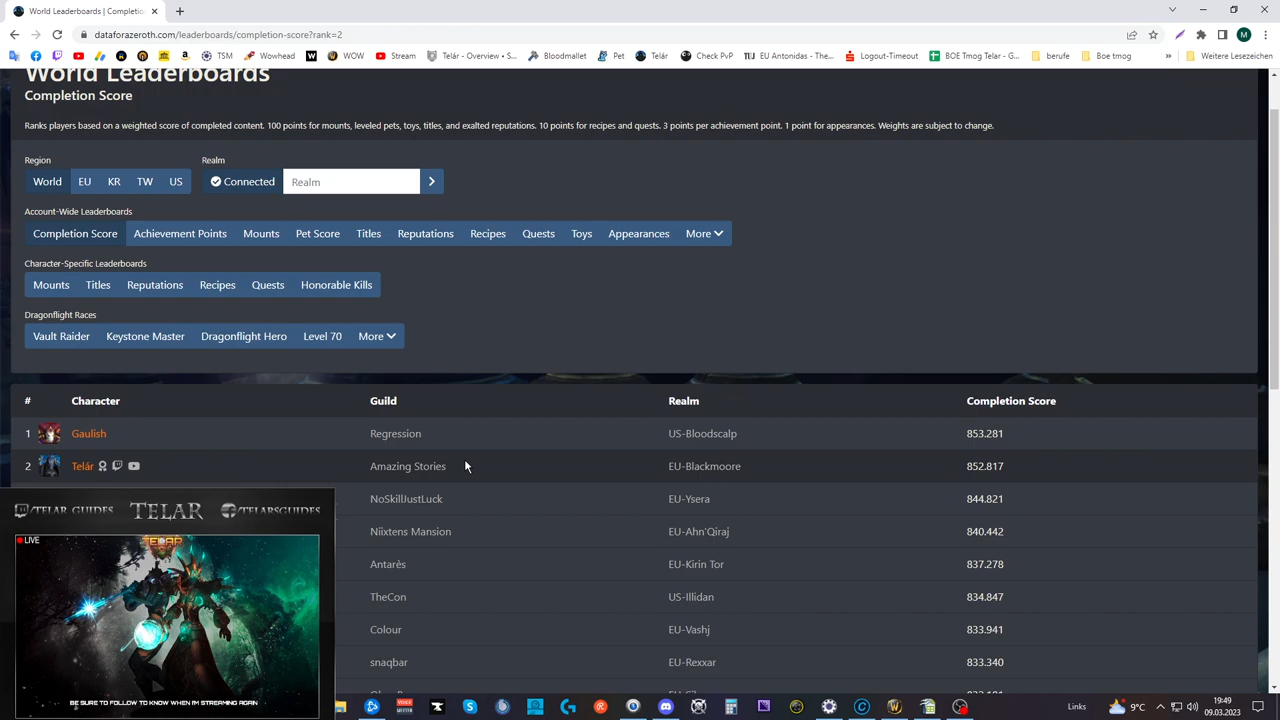 World Leaderboards | Completio
dataforazeroth.com/leaderboards/completion-score?rank=2
TSM Wowhead WOW Stream Telár - Overview • S... Bloodmallet Pet Telár Check PvP EU Antonidas - The... Logout-Timeout BOE Tmog Telar - G... berufe Boe tmog » Weitere Lesezeichen
World Leaderboards
Completion Score
Ranks players based on a weighted score of completed content. 100 points for mounts, leveled pets, toys, titles, and exalted reputations. 10 points for recipes and quests. 3 points per achievement point. 1 point for appearances. Weights are subject to change.
Region Realm
World EU KR TW US Connected Realm
Account-Wide Leaderboards
Completion Score Achievement Points Mounts Pet Score Titles Reputations Recipes Quests Toys Appearances More
Character-Specific Leaderboards
Mounts Titles Reputations Recipes Quests Honorable Kills
Dragonflight Races
Vault Raider Keystone Master Dragonflight Hero Level 70 More
# Character Guild Realm Completion Score
1 Gaulish Regression US-Bloodscalp 853.281
2 Telár Amazing Stories EU-Blackmoore 852.817
NoSkillJustLuck EU-Ysera 844.821
Niixtens Mansion EU-Ahn'Qiraj 840.442
Antarès EU-Kirin Tor 837.278
TheCon US-Illidan 834.847
Colour EU-Vashj 833.941
snaqbar EU-Rexxar 833.340
/TELAR GUIDES TELAR /TELARSGUIDES
LIVE
TELAR
BE SURE TO FOLLOW TO KNOW WHEN I'M STREAMING AGAIN
Links 9°C 19:49
09.03.2023